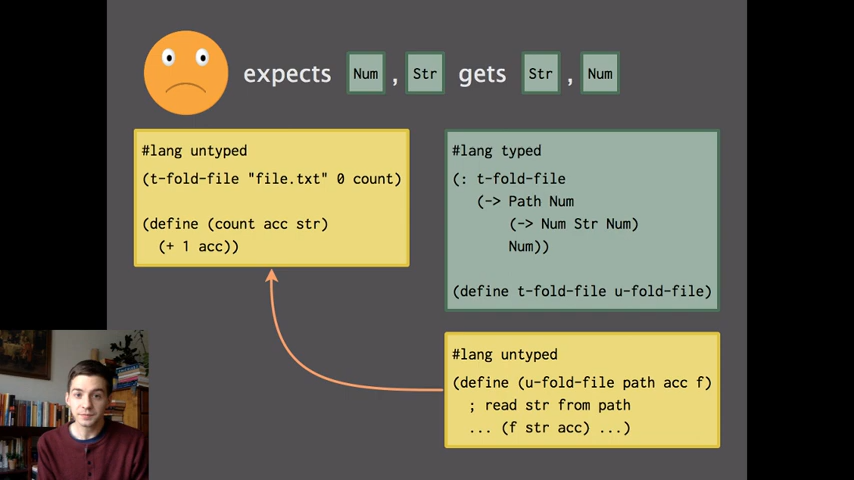 expects Num , Str gets Str , Num
#lang untyped
(t-fold-file "file.txt" 0 count)
(define (count acc str)
(+ 1 acc))
#lang typed
(: t-fold-file
(-> Path Num
(-> Num Str Num)
Num))
(define t-fold-file u-fold-file)
#lang untyped
(define (u-fold-file path acc f)
; read str from path
... (f str acc) ...)